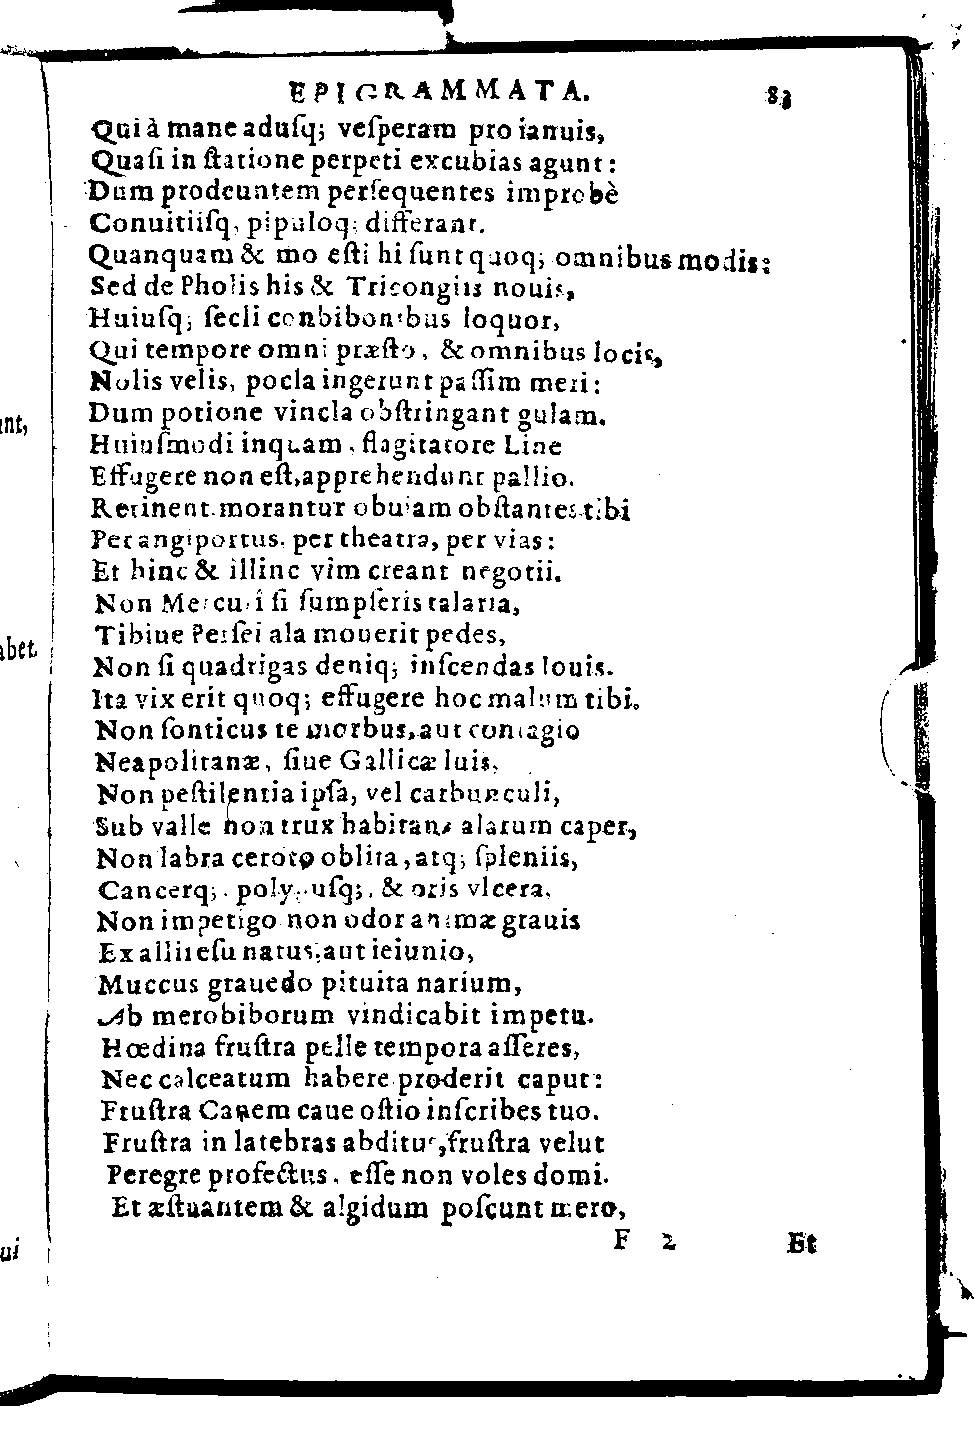 EPIGRAMMATA. 83
Qui à mane aduſq; veſperam pro ianuis,
Quaſi in ſtatione perpeti excubias agunt:
Dum prodeuntem perſequentes improbè
Conuitiiſq, pipuloq; differant.
Quanquam & mo eſti hi ſunt quoq; omnibus modis:
Sed de Pholis his & Tricongiis nouis,
Huiuſq; ſecli conbibontbus loquor,
Qui tempore omni præſto, & omnibus locis,
Nolis velis, pocla ingerunt paſſim meri:
Dum potione vincla obſtringant gulam.
Huiuſmodi inquam, flagitatore Line
Effugere non eſt, apprehendunt pallio.
Retinent. morantur obuiam obſtantes tibi
Per angiportus, per theatra, per vias:
Et hinc & illinc vim creant negotii.
Non Mercurî ſi ſumpſeris talaria,
Tibiue Perſei ala mouerit pedes,
Non ſi quadrigas deniq; inſcendas Iouis.
Ita vix erit quoq; effugere hoc malum tibi.
Non ſonticus te morbus, aut contagio
Neapolitanæ, ſiue Gallicæ luis,
Non peſtilentia ipſa, vel carbunculi,
Sub valle non trux habitans alarum caper,
Non labra ceroto oblita, atq; ſpleniis,
Cancerq;. polypuſq;. & oris vlcera.
Non impetigo non odor animæ grauis
Ex allii eſu natus, aut ieiunio,
Muccus grauedo pituita narium,
Ab merobiborum vindicabit impetu.
Hœdina fruſtra pelle tempora aſſeres,
Nec calceatum habere proderit caput:
Fruſtra Canem caue oſtio inſcribes tuo.
Fruſtra in latebras abditur, fruſtra velut
Peregre profectus, eſſe non voles domi.
Et æſtuantem & algidum poſcunt mero,
F 2 Et
int,
abet.
ui